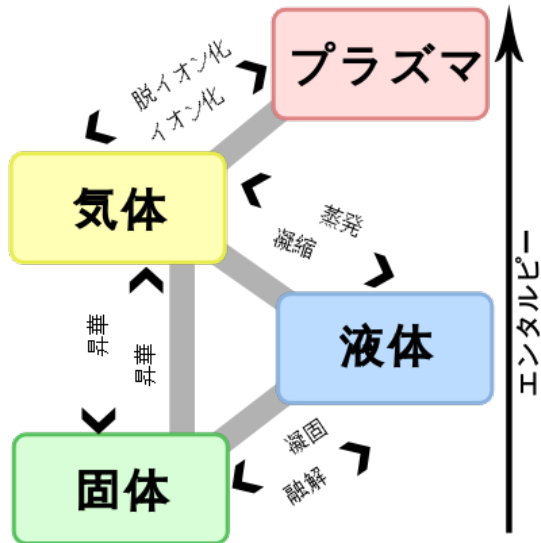 プラズマ
脱イオン化
イオン化
気体
蒸発
凝縮
エンタルピー
昇華
昇華
液体
凝固
融解
固体